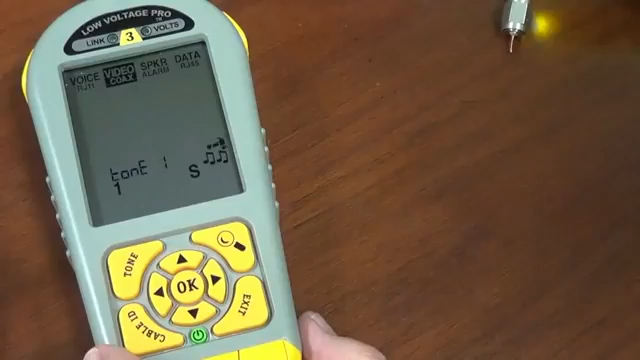 LOW VOLTAGE PRO™
LINK 3 VOLTS
VOICE VIDEO SPKR DATA
RJ11 COAX ALARM RJ45
tonE 1
1 S
TONE
OK
CABLE ID EXIT